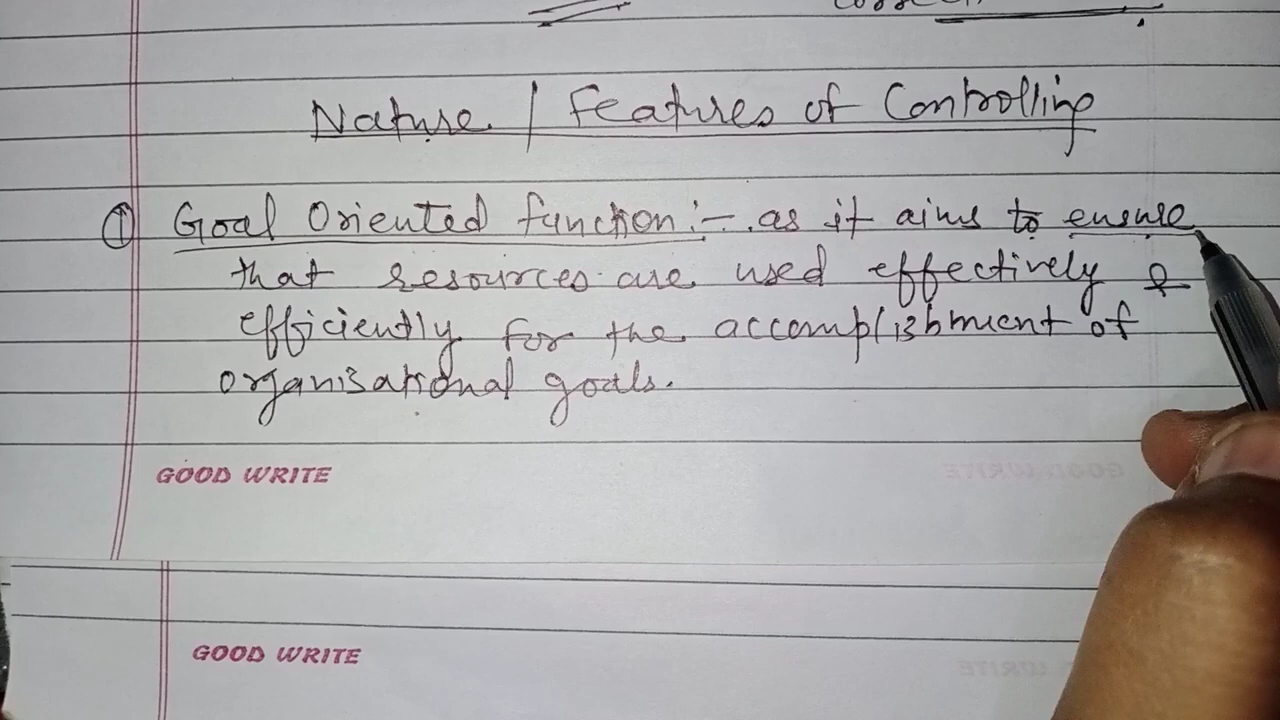 Nature / Features of Controlling
① Goal Oriented function :- as it aims to ensure
that resources are used effectively &
efficiently for the accomplishment of
organisational goals.
GOOD WRITE
GOOD WRITE